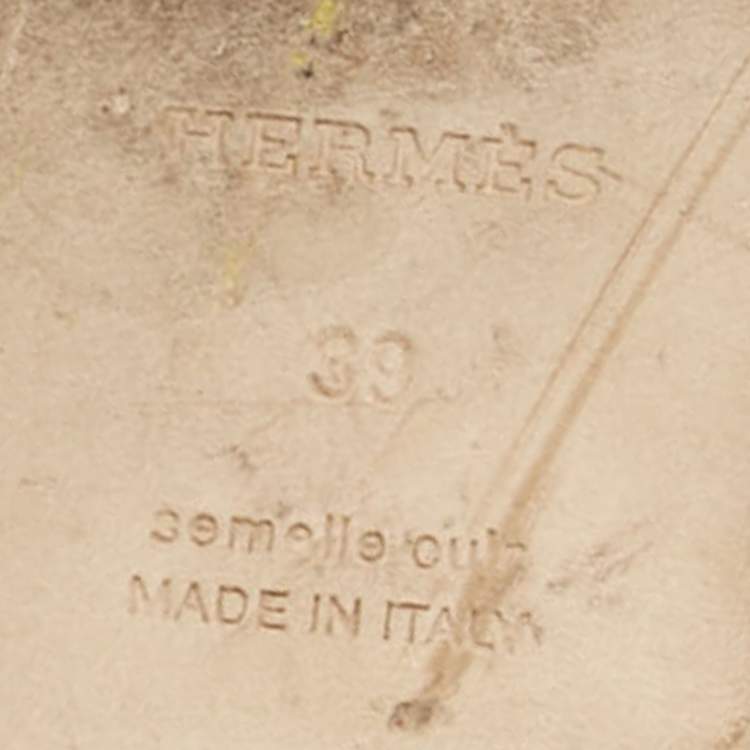 HERMÈS
39
semelle cuir
MADE IN ITALY